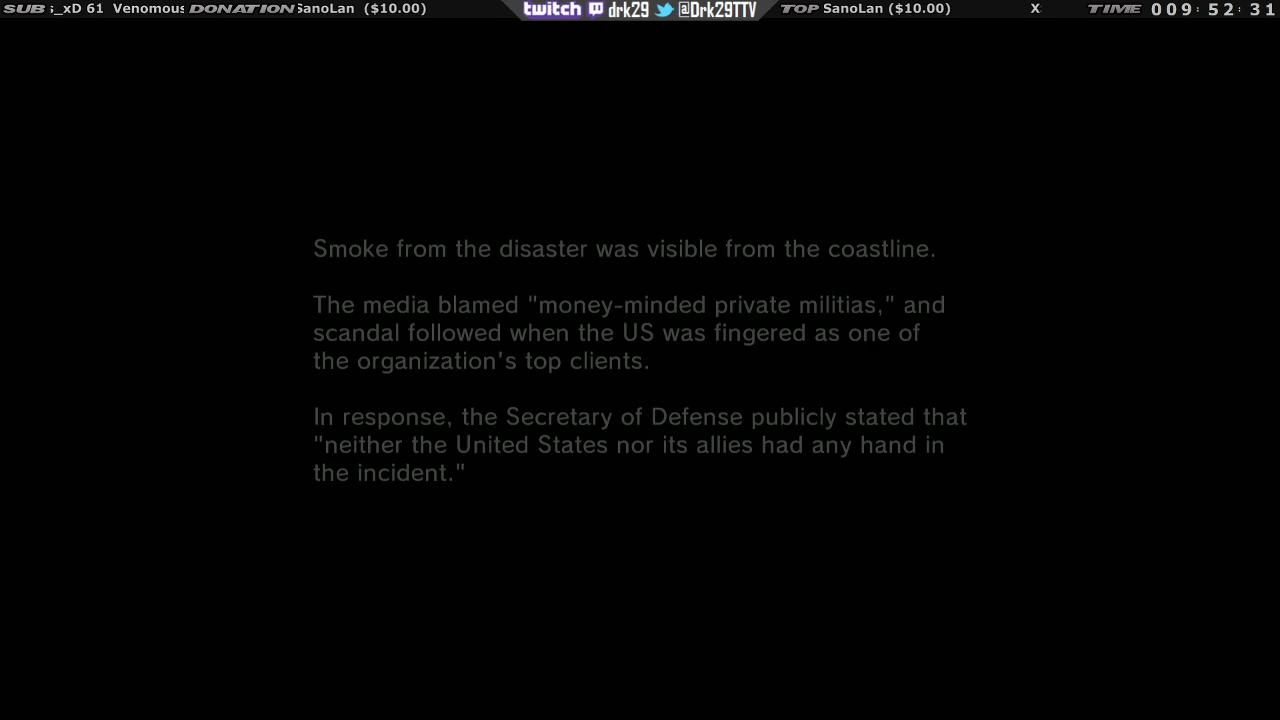 SUB :_xD 61 Venomous DONATION SanoLan ($10.00) twitch drk29 @Drk29TTV TOP SanoLan ($10.00) X TIME 009:52:31
Smoke from the disaster was visible from the coastline.
The media blamed "money-minded private militias," and
scandal followed when the US was fingered as one of
the organization's top clients.
In response, the Secretary of Defense publicly stated that
"neither the United States nor its allies had any hand in
the incident."